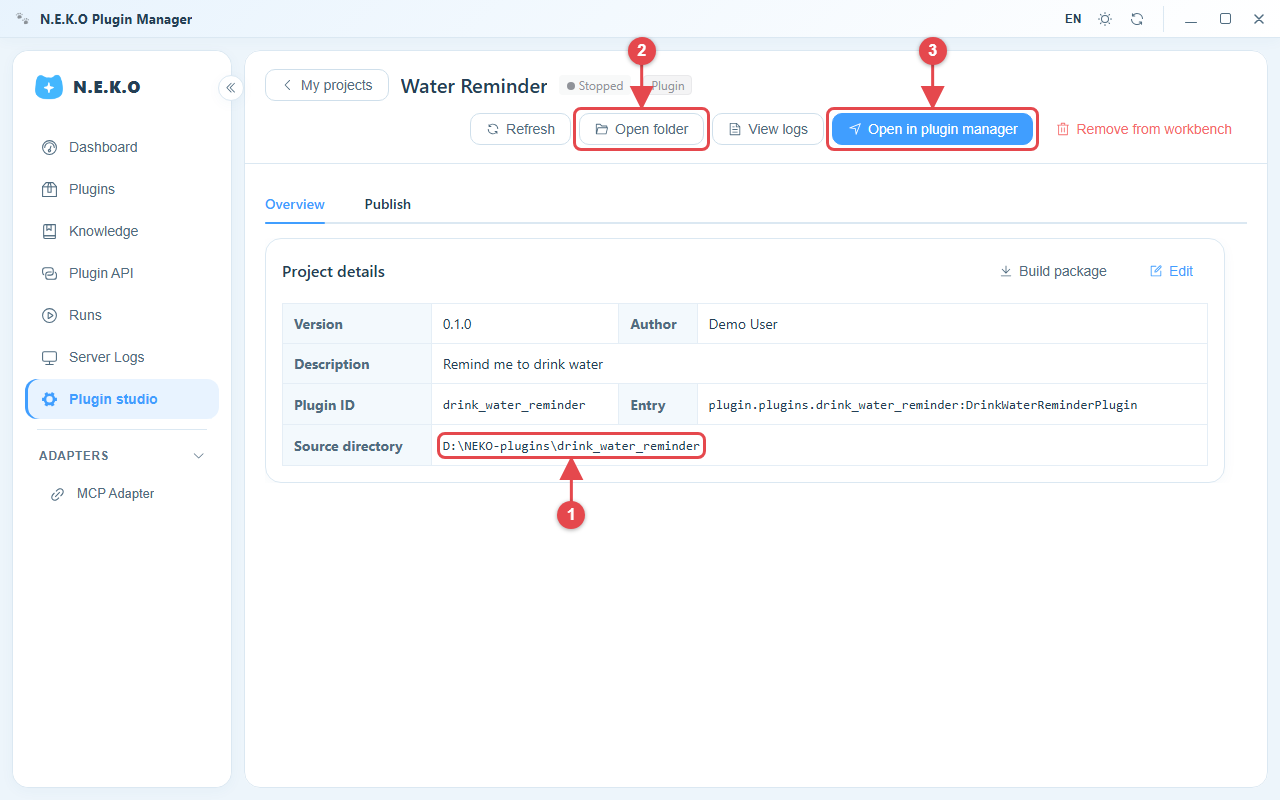 N.E.K.O Plugin Manager
EN
N.E.K.O
Dashboard
Plugins
Knowledge
Plugin API
Runs
Server Logs
Plugin studio
ADAPTERS
MCP Adapter
My projects
Water Reminder
Stopped
Plugin
2
3
Refresh
Open folder
View logs
Open in plugin manager
Remove from workbench
Overview
Publish
Project details
Build package
Edit
Version
0.1.0
Author
Demo User
Description
Remind me to drink water
Plugin ID
drink_water_reminder
Entry
plugin.plugins.drink_water_reminder:DrinkWaterReminderPlugin
Source directory
D:\NEKO-plugins\drink_water_reminder
1